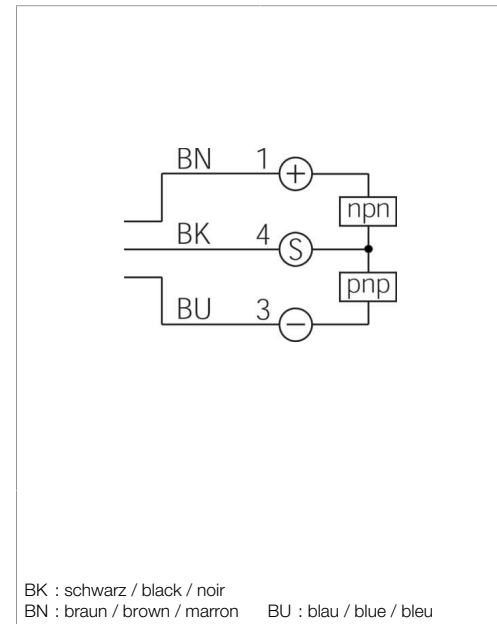 BN 1 +
npn
BK 4 S
pnp
BU 3 −
BK : schwarz / black / noir
BN : braun / brown / marron BU : blau / blue / bleu